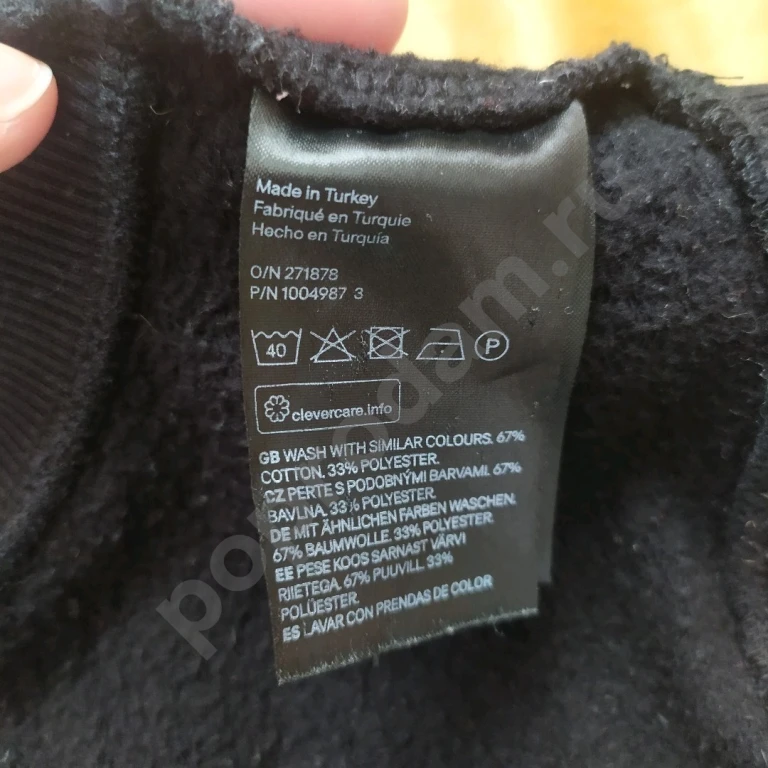 Made in Turkey
Fabriqué en Turquie
Hecho en Turquía
O/N 271878
P/N 1004987 3
40
P
clevercare.info
GB WASH WITH SIMILAR COLOURS. 67%
COTTON. 33% POLYESTER.
CZ PERTE S PODOBNÝMI BARVAMI. 67%
BAVLNA. 33% POLYESTER.
DE MIT ÄHNLICHEN FARBEN WASCHEN.
67% BAUMWOLLE. 33% POLYESTER.
EE PESE KOOS SARNAST VÄRVI
RIIETEGA. 67% PUUVILL. 33%
POLÜESTER.
ES LAVAR CON PRENDAS DE COLOR